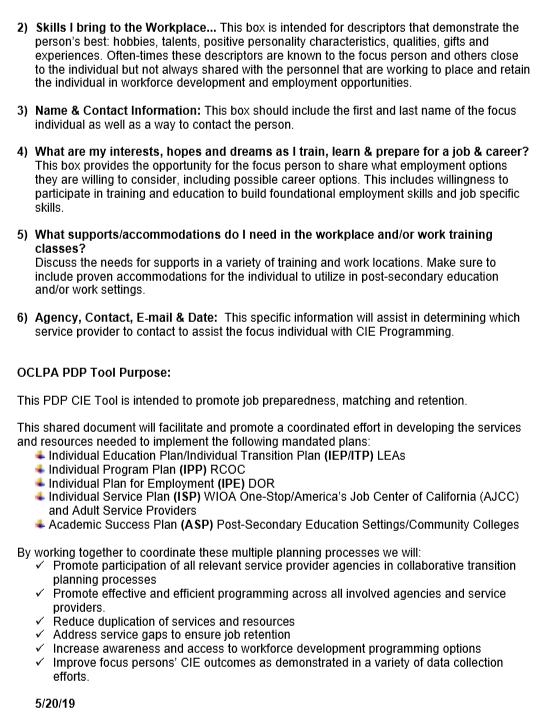 2) Skills I bring to the Workplace... This box is intended for descriptors that demonstrate the
person's best: hobbies, talents, positive personality characteristics, qualities, gifts and
experiences. Often-times these descriptors are known to the focus person and others close
to the individual but not always shared with the personnel that are working to place and retain
the individual in workforce development and employment opportunities.
3) Name & Contact Information: This box should include the first and last name of the focus
individual as well as a way to contact the person.
4) What are my interests, hopes and dreams as I train, learn & prepare for a job & career?
This box provides the opportunity for the focus person to share what employment options
they are willing to consider, including possible career options. This includes willingness to
participate in training and education to build foundational employment skills and job specific
skills.
5) What supports/accommodations do I need in the workplace and/or work training
classes?
Discuss the needs for supports in a variety of training and work locations. Make sure to
include proven accommodations for the individual to utilize in post-secondary education
and/or work settings.
6) Agency, Contact, E-mail & Date: This specific information will assist in determining which
service provider to contact to assist the focus individual with CIE Programming.
OCLPA PDP Tool Purpose:
This PDP CIE Tool is intended to promote job preparedness, matching and retention.
This shared document will facilitate and promote a coordinated effort in developing the services
and resources needed to implement the following mandated plans:
Individual Education Plan/Individual Transition Plan (IEP/ITP) LEAs
Individual Program Plan (IPP) RCOC
Individual Plan for Employment (IPE) DOR
Individual Service Plan (ISP) WIOA One-Stop/America's Job Center of California (AJCC)
and Adult Service Providers
Academic Success Plan (ASP) Post-Secondary Education Settings/Community Colleges
By working together to coordinate these multiple planning processes we will:
✓ Promote participation of all relevant service provider agencies in collaborative transition
planning processes
✓ Promote effective and efficient programming across all involved agencies and service
providers.
✓ Reduce duplication of services and resources
✓ Address service gaps to ensure job retention
✓ Increase awareness and access to workforce development programming options
✓ Improve focus persons' CIE outcomes as demonstrated in a variety of data collection
efforts.
5/20/19